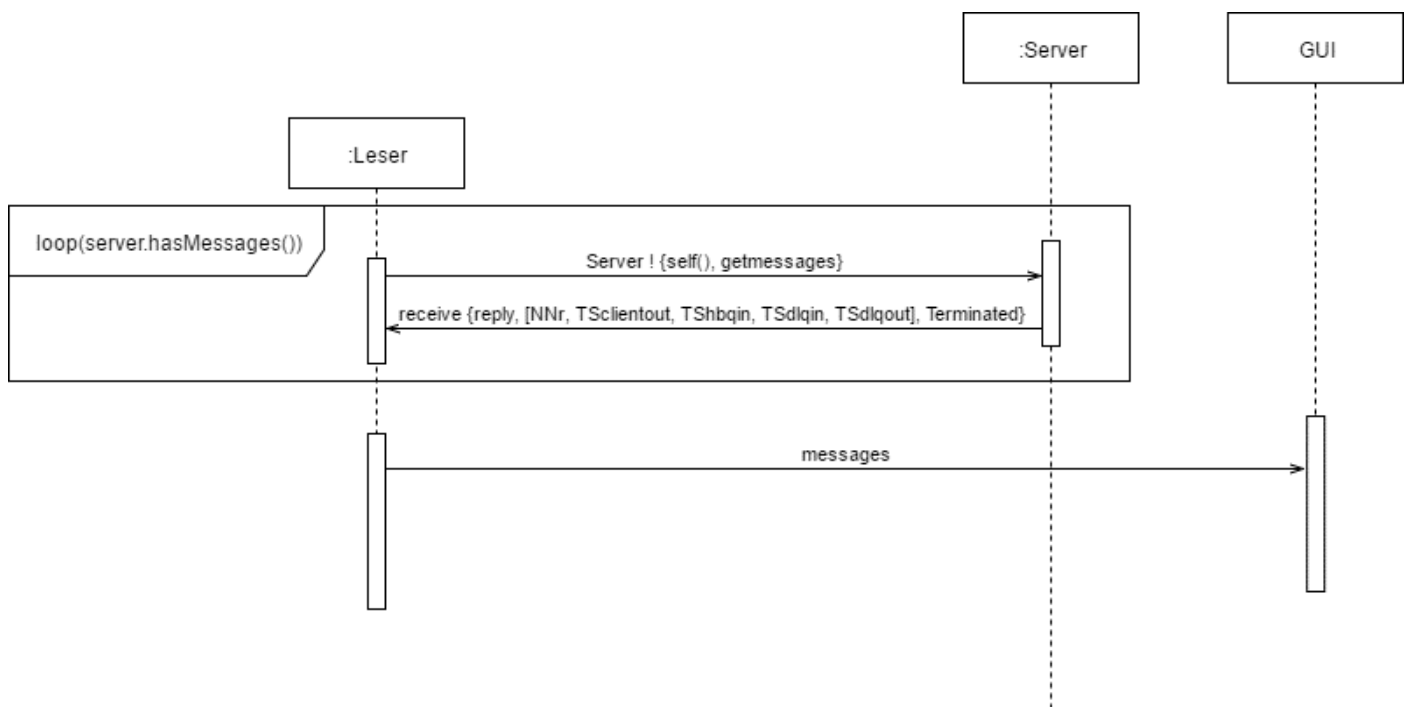 :Server
GUI
:Leser
loop(server.hasMessages())
Server ! {self(), getmessages}
receive {reply, [NNr, TSclientout, TShbqin, TSdlqin, TSdlqout], Terminated}
messages